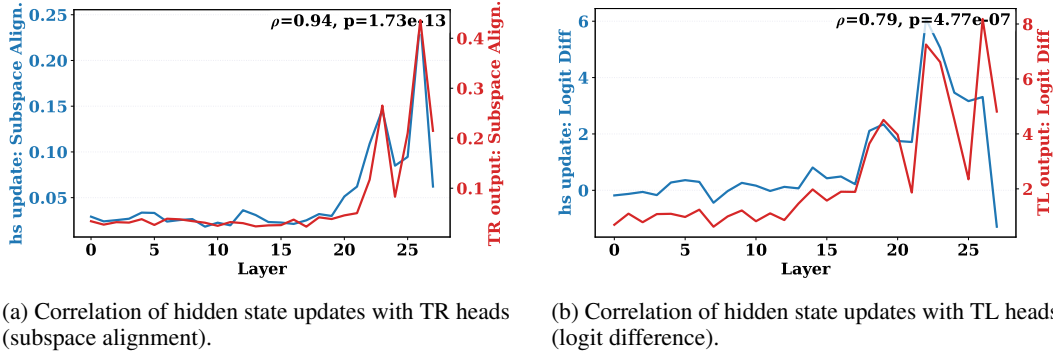 ρ=0.94, p=1.73e-13
hs update: Subspace Align.
0.25
0.20
0.15
0.10
0.05
TR output: Subspace Align.
0.4
0.3
0.2
0.1
0 5 10 15 20 25
Layer
(a) Correlation of hidden state updates with TR heads
(subspace alignment).
ρ=0.79, p=4.77e-07
hs update: Logit Diff
6
4
2
0
TL output: Logit Diff
8
6
4
2
0 5 10 15 20 25
Layer
(b) Correlation of hidden state updates with TL heads
(logit difference).